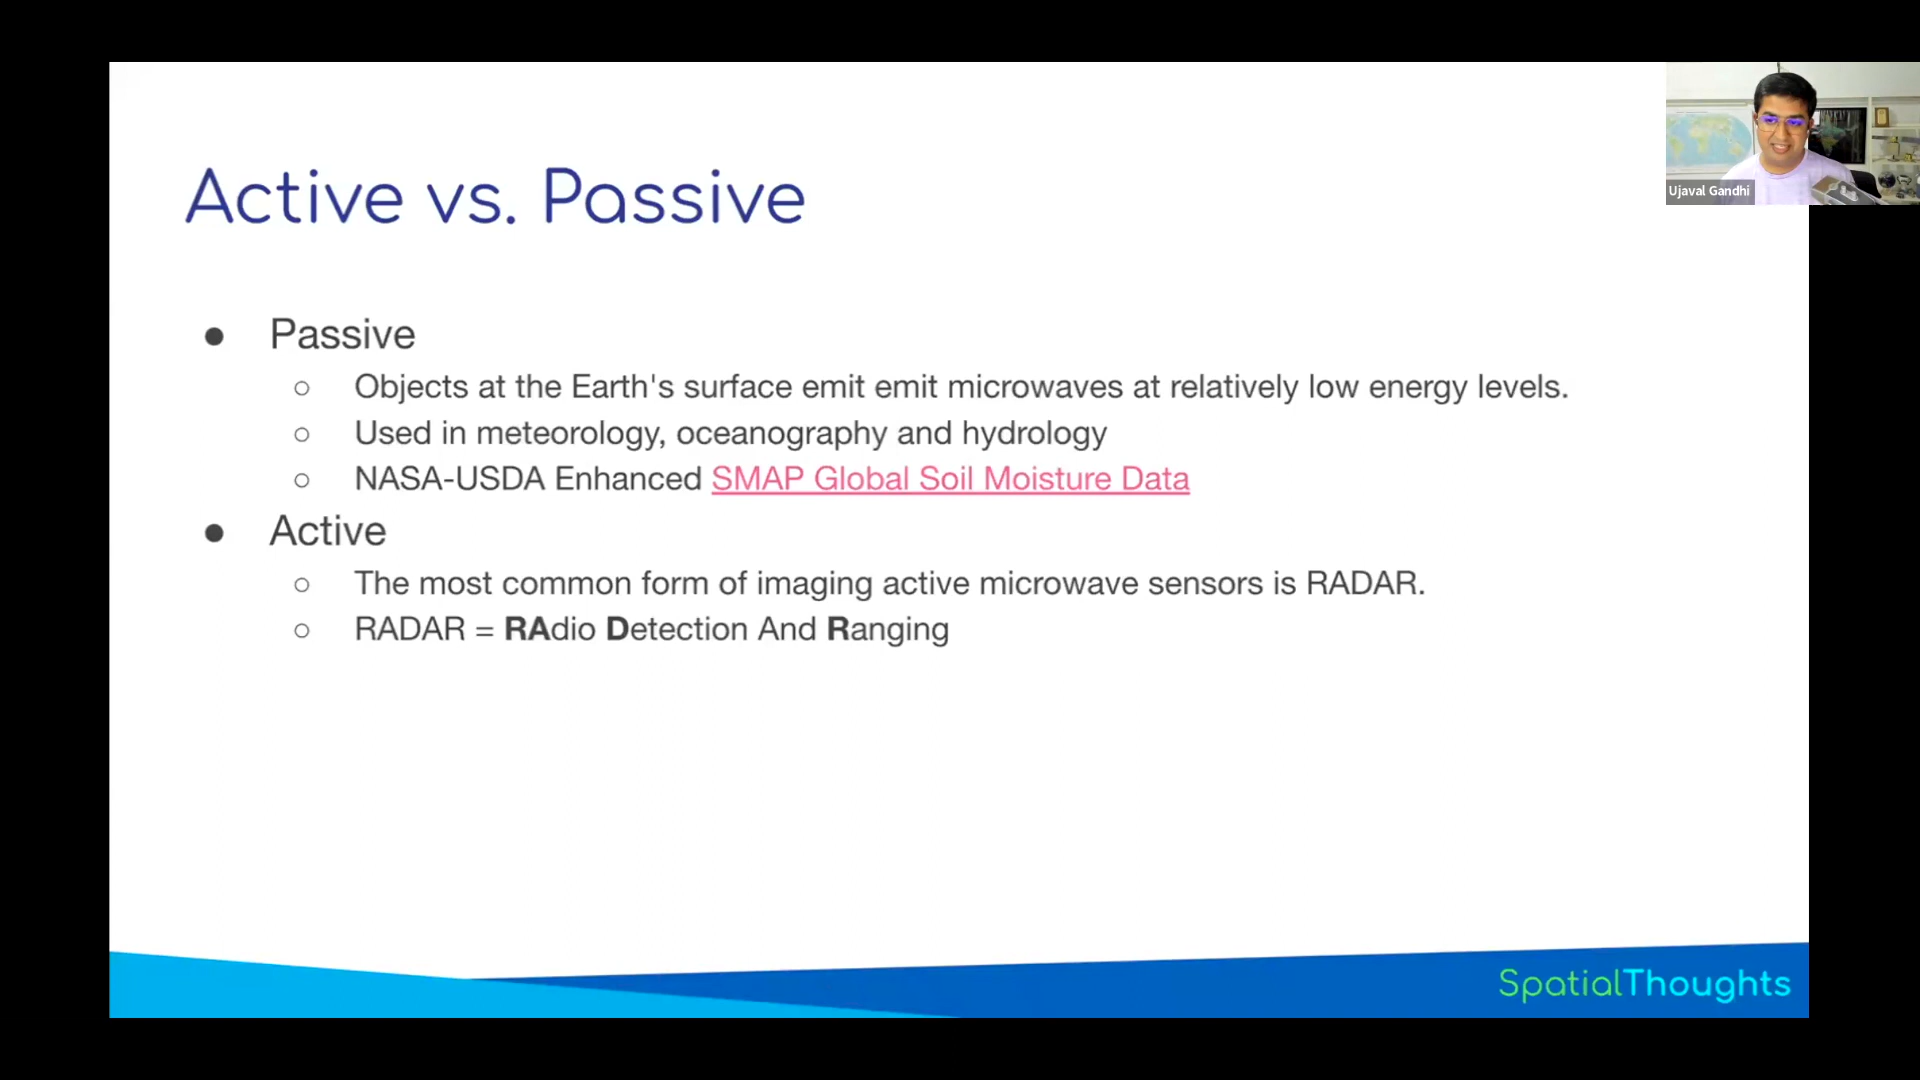 Active vs. Passive
Ujaval Gandhi
● Passive
○ Objects at the Earth's surface emit emit microwaves at relatively low energy levels.
○ Used in meteorology, oceanography and hydrology
○ NASA-USDA Enhanced SMAP Global Soil Moisture Data
● Active
○ The most common form of imaging active microwave sensors is RADAR.
○ RADAR = RAdio Detection And Ranging
SpatialThoughts